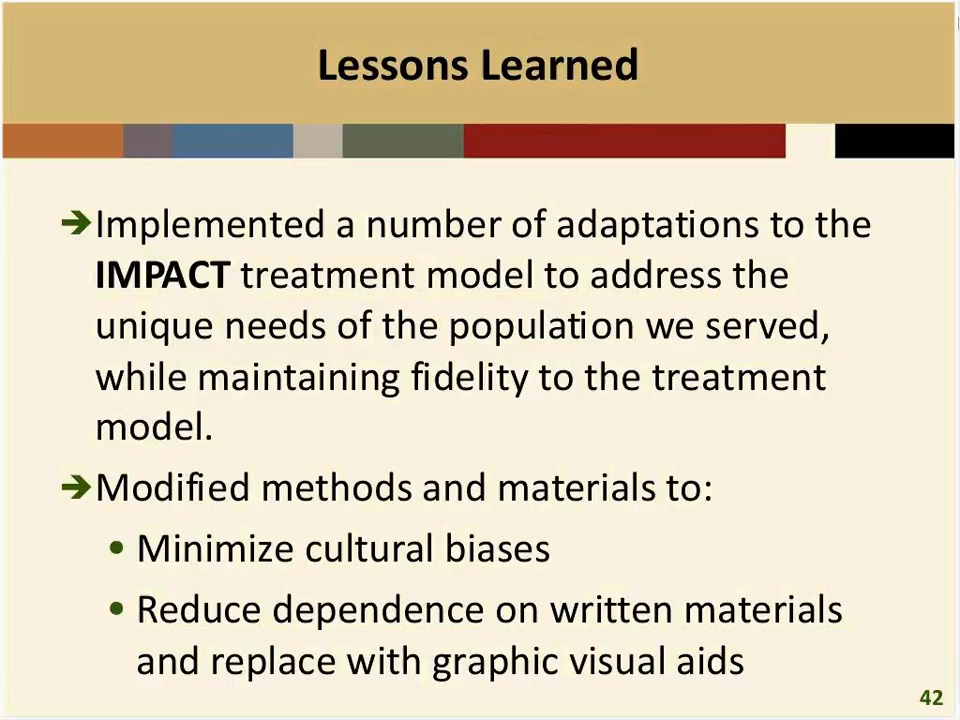 Lessons Learned
➔Implemented a number of adaptations to the
IMPACT treatment model to address the
unique needs of the population we served,
while maintaining fidelity to the treatment
model.
➔Modified methods and materials to:
• Minimize cultural biases
• Reduce dependence on written materials
and replace with graphic visual aids
42